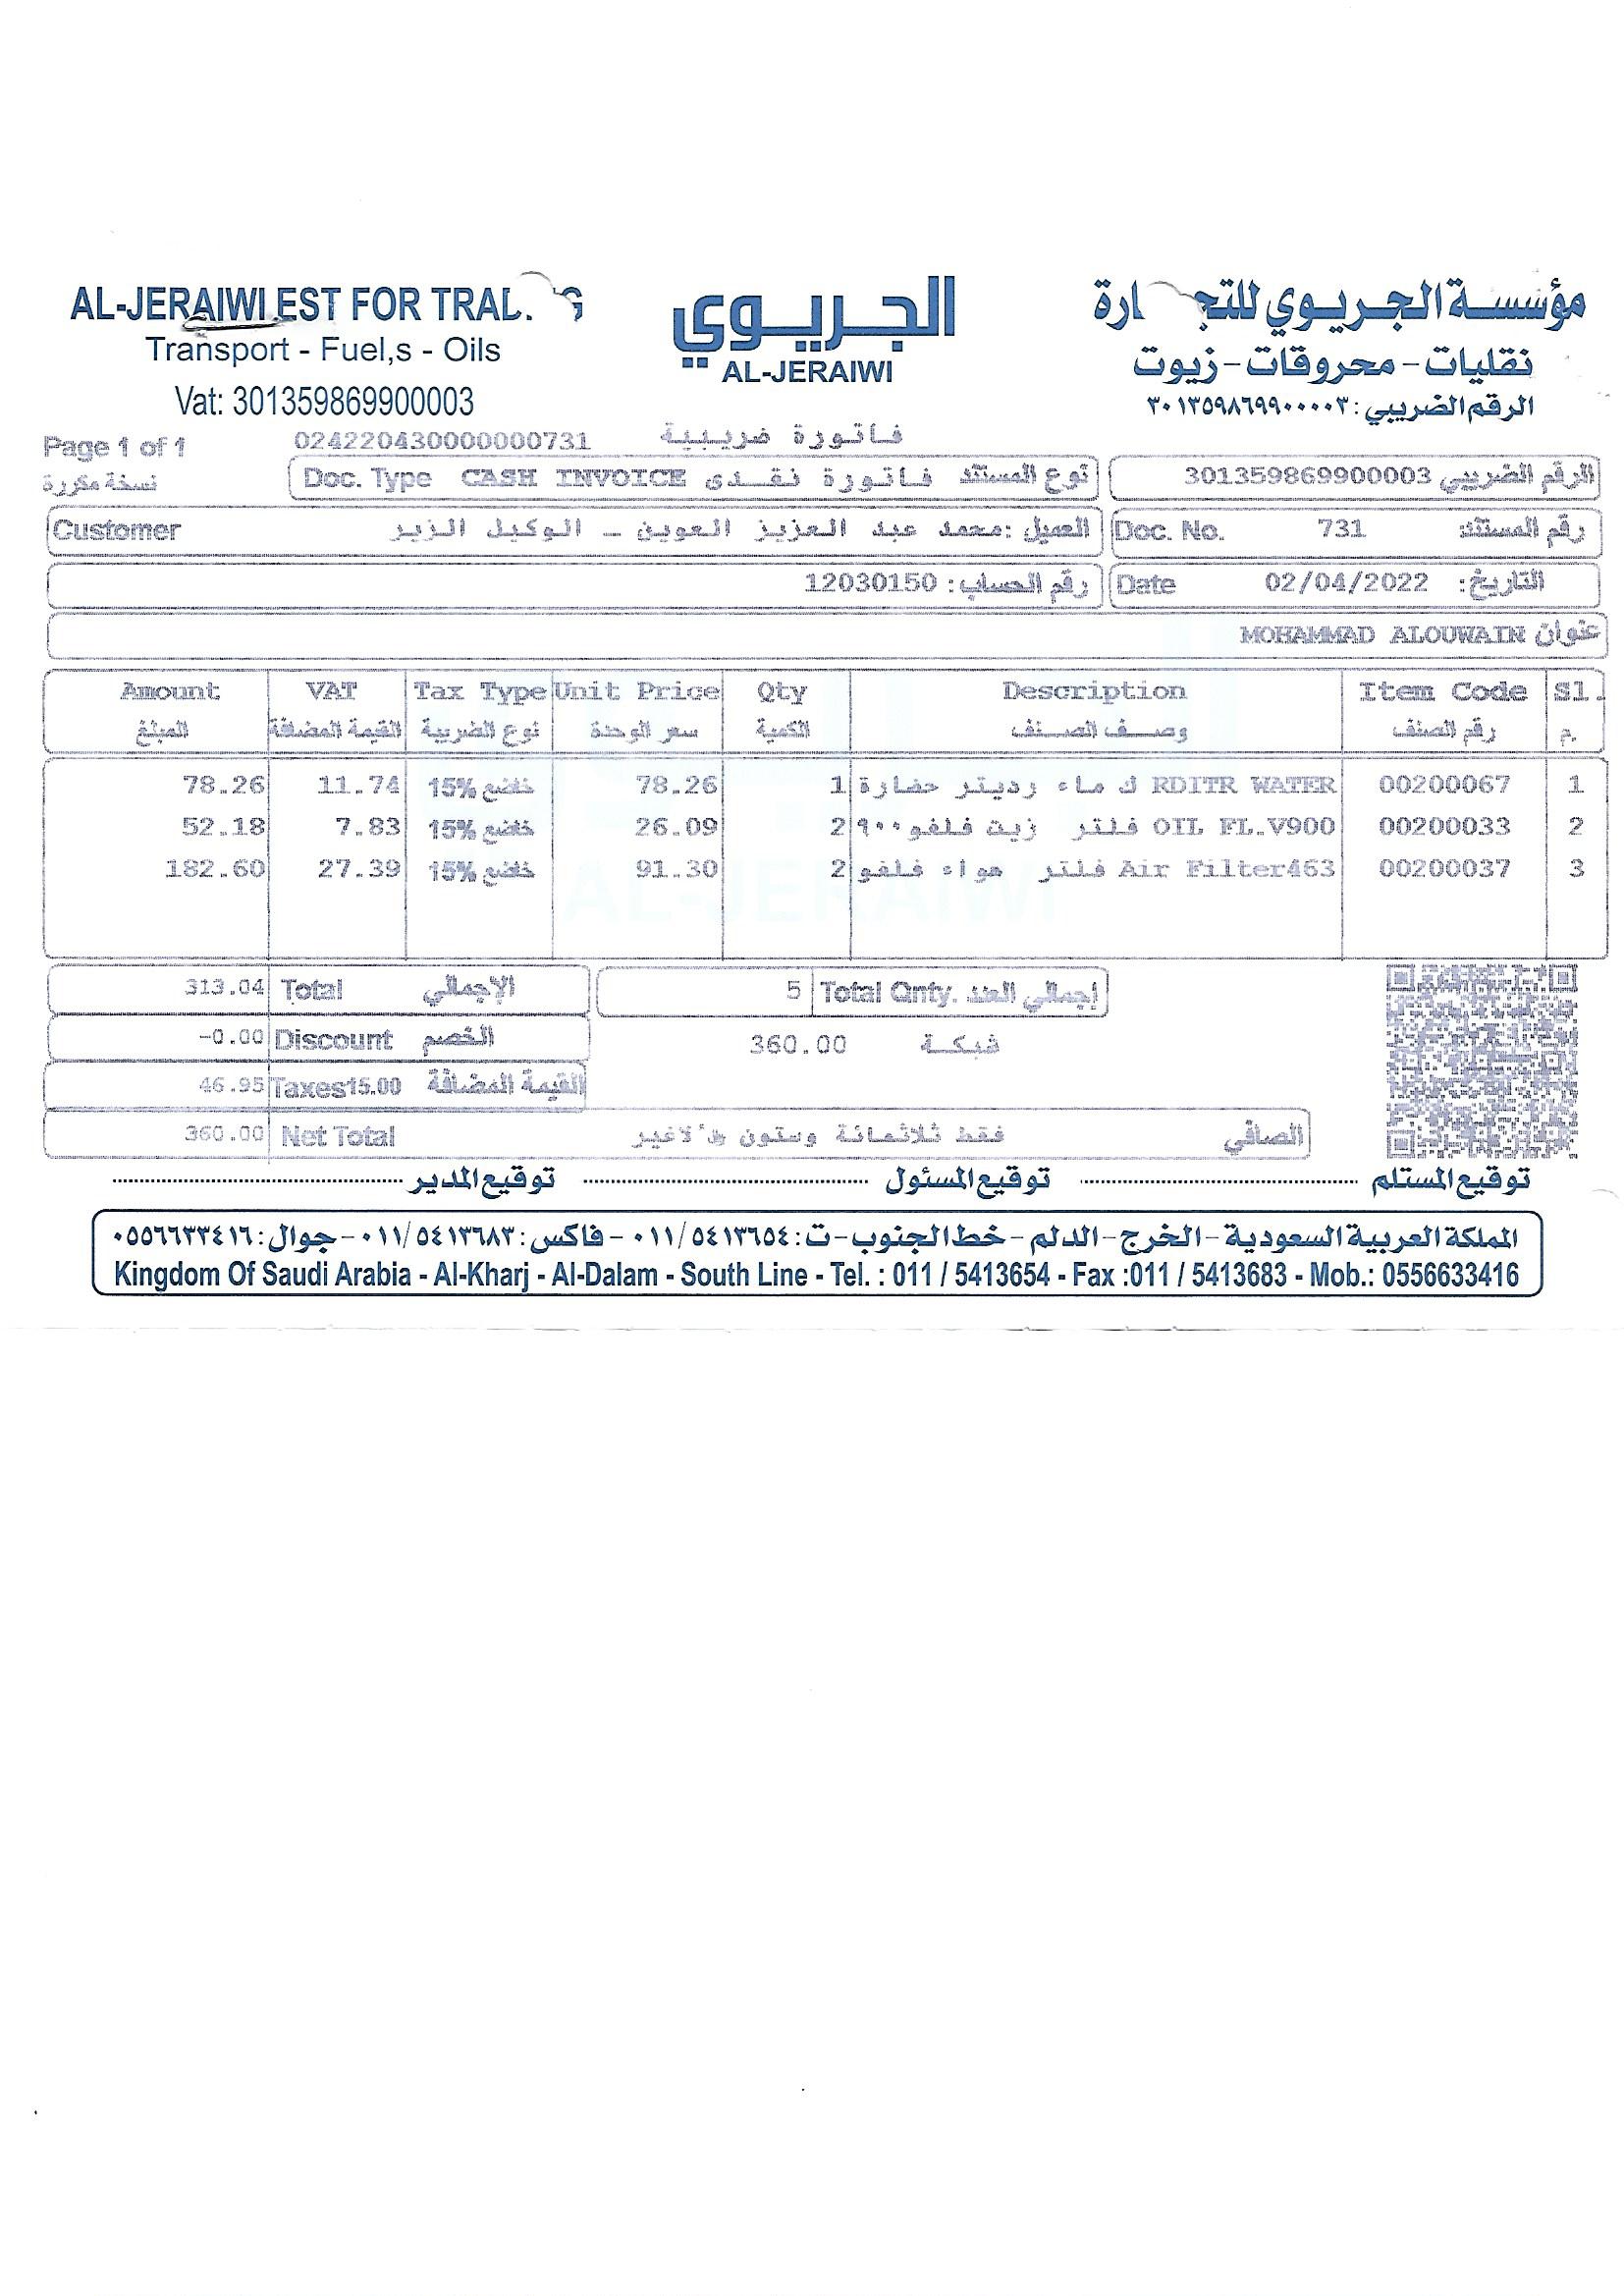 AL-JERAIWI.EST FOR TRAD. G
Transport - Fuel,s - Oils
Vat: 301359869900003
الجريوي
AL-JERAIWI
مؤسسة الجريوي للتجارة
نقليات - محروقات - زيوت
الرقم الضريبي: ٣٠١٣٥٩٨٦٩٩٠٠٠٠٣
Page 1 of 1
024220430000000731
فاتورة ضريبية
نسخة مكررة
Doc. Type CASH INVOICE فاتورة نقدى نوع المستند
الرقم الضريبي 301359869900003
Customer العميل :محمد عبد العزيز العوين - الوكيل الزير
Doc. No. 731 رقم المستند
رقم الحساب: 12030150
Date 02/04/2022 التاريخ:
عنوان MOHAMMAD ALOUWAIN
Amount VAT Tax Type Unit Price Qty Description Item Code Sl.
المبلغ القيمة المضافة نوع الضريبة سعر الوحدة الكمية وصف الصنف رقم الصنف م.
78.26 11.74 خاضع 15% 78.26 1 ك ماء رديتر حضارة RDITR WATER 00200067 1
52.18 7.83 خاضع 15% 26.09 2 فلتر زيت فلفو٩٠٠ OIL FL.V900 00200033 2
182.60 27.39 خاضع 15% 91.30 2 فلتر هواء فلفو Air Filter463 00200037 3
313.04 Total الإجمالي
5 Total Qnty. إجمالي العدد
-0.00 Discount الخصم
360.00 شبكة
46.95 Taxes15.00 القيمة المضافة
360.00 Net Total فقط ثلاثمائة وستون لاغير الصافي
توقيع المستلم توقيع المسئول توقيع المدير
المملكة العربية السعودية - الخرج - الدلم - خط الجنوب - ت: ٠١١/٥٤١٣٦٥٤ - فاكس: ٠١١/٥٤١٣٦٨٣ - جوال: ٠٥٥٦٦٣٣٤١٦
Kingdom Of Saudi Arabia - Al-Kharj - Al-Dalam - South Line - Tel. : 011 / 5413654 - Fax :011 / 5413683 - Mob.: 0556633416